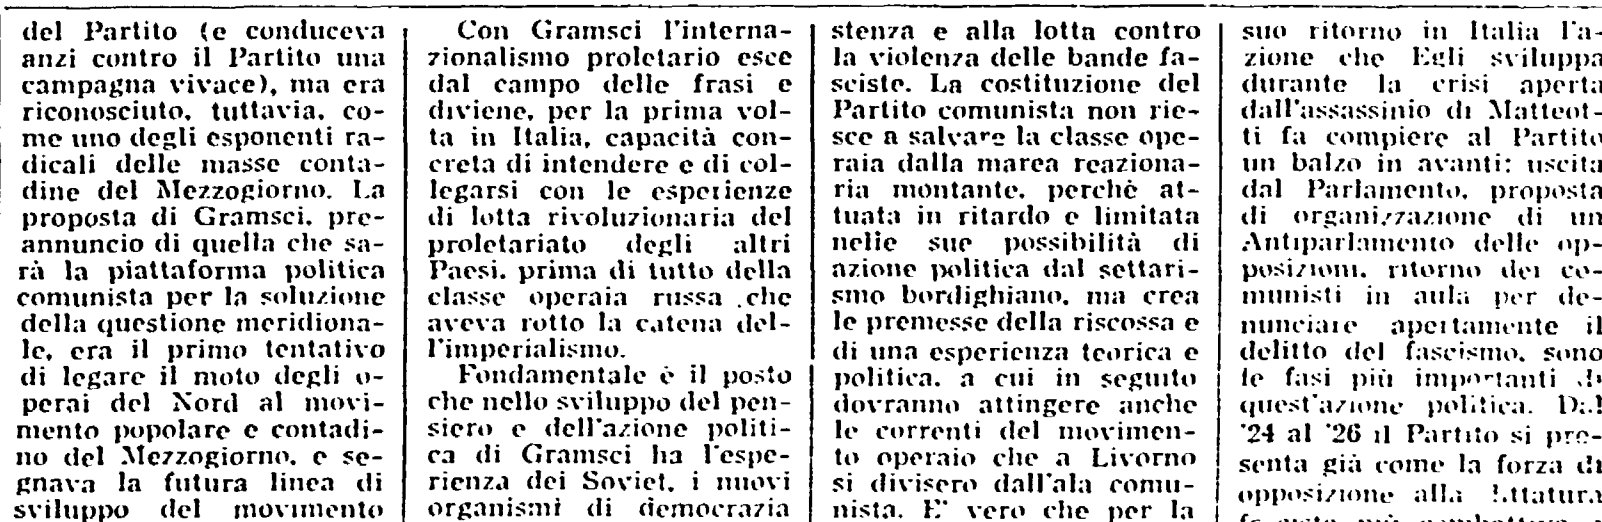 del Partito (e conduceva
anzi contro il Partito una
campagna vivace), ma era
riconosciuto, tuttavia, co-
me uno degli esponenti ra-
dicali delle masse conta-
dine del Mezzogiorno. La
proposta di Gramsci, pre-
annuncio di quella che sa-
rà la piattaforma politica
comunista per la soluzione
della questione meridiona-
le, era il primo tentativo
di legare il moto degli o-
perai del Nord al movi-
mento popolare e contadi-
no del Mezzogiorno, e se-
gnava la futura linea di
sviluppo del movimento
Con Gramsci l'interna-
zionalismo proletario esce
dal campo delle frasi e
diviene, per la prima vol-
ta in Italia, capacità con-
creta di intendere e di col-
legarsi con le esperienze
di lotta rivoluzionaria del
proletariato degli altri
Paesi, prima di tutto della
classe operaia russa che
aveva rotto la catena del-
l'imperialismo.
Fondamentale è il posto
che nello sviluppo del pen-
siero e dell'azione politi-
ca di Gramsci ha l'espe-
rienza dei Soviet, i nuovi
organismi di democrazia
stenza e alla lotta contro
la violenza delle bande fa-
sciste. La costituzione del
Partito comunista non rie-
sce a salvare la classe ope-
raia dalla marea reaziona-
ria montante, perchè at-
tuata in ritardo e limitata
nelie sue possibilità di
azione politica dal settari-
smo bordighiano, ma crea
le premesse della riscossa e
di una esperienza teorica e
politica, a cui in seguito
dovranno attingere anche
le correnti del movimen-
to operaio che a Livorno
si divisero dall'ala comu-
nista. E' vero che per la
suo ritorno in Italia l'a-
zione che Egli sviluppa
durante la crisi aperta
dall'assassinio di Matteot-
ti fa compiere al Partito
un balzo in avanti: uscita
dal Parlamento, proposta
di organizzazione di un
Antiparlamento delle op-
posizioni, ritorno dei co-
munisti in aula per de-
nunciare apertamente il
delitto del fascismo, sono
le fasi più importanti di
quest'azione politica. Dal
'24 al '26 il Partito si pre-
senta già come la forza di
opposizione alla